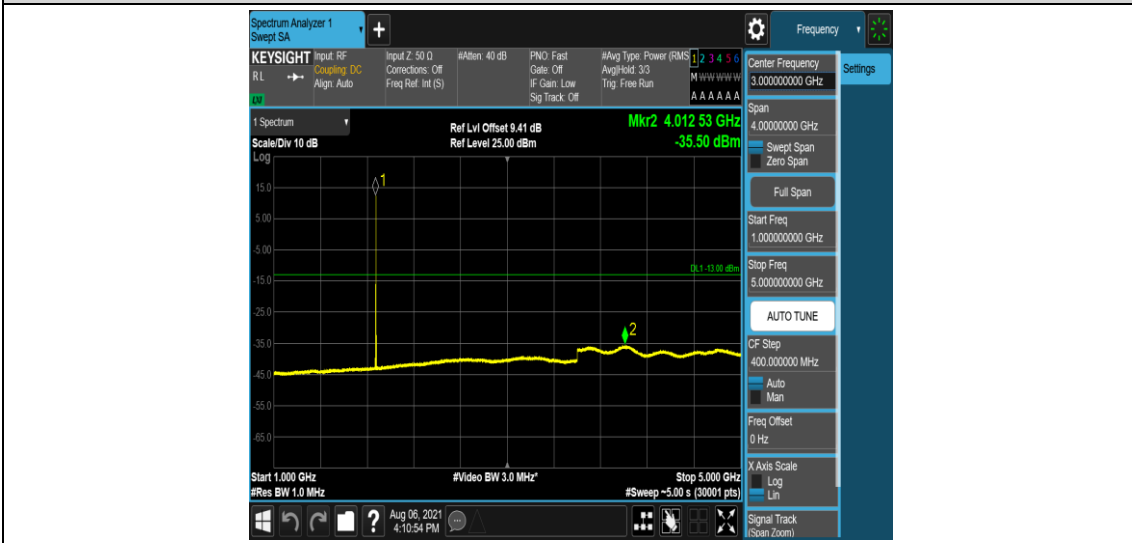 Spectrum Analyzer 1
Swept SA
+
Frequency
KEYSIGHT
RL
LXI
Input: RF
Coupling: DC
Align: Auto
Input Z: 50 Ω
Corrections: Off
Freq Ref: Int (S)
#Atten: 40 dB
PNO: Fast
Gate: Off
IF Gain: Low
Sig Track: Off
#Avg Type: Power (RMS
Avg|Hold: 3/3
Trig: Free Run
1 2 3 4 5 6
M W W W W W
A A A A A A
1 Spectrum
Scale/Div 10 dB
Log
Ref Lvl Offset 9.41 dB
Ref Level 25.00 dBm
Mkr2 4.012 53 GHz
-35.50 dBm
15.0
5.00
-5.00
-15.0
-25.0
-35.0
-45.0
-55.0
-65.0
1
2
DL1 -13.00 dBm
Start 1.000 GHz
#Res BW 1.0 MHz
#Video BW 3.0 MHz*
Stop 5.000 GHz
#Sweep ~5.00 s (30001 pts)
?
Aug 06, 2021
4:10:54 PM
Center Frequency
3.000000000 GHz
Settings
Span
4.00000000 GHz
Swept Span
Zero Span
Full Span
Start Freq
1.000000000 GHz
Stop Freq
5.000000000 GHz
AUTO TUNE
CF Step
400.000000 MHz
Auto
Man
Freq Offset
0 Hz
X Axis Scale
Log
Lin
Signal Track
(Span Zoom)